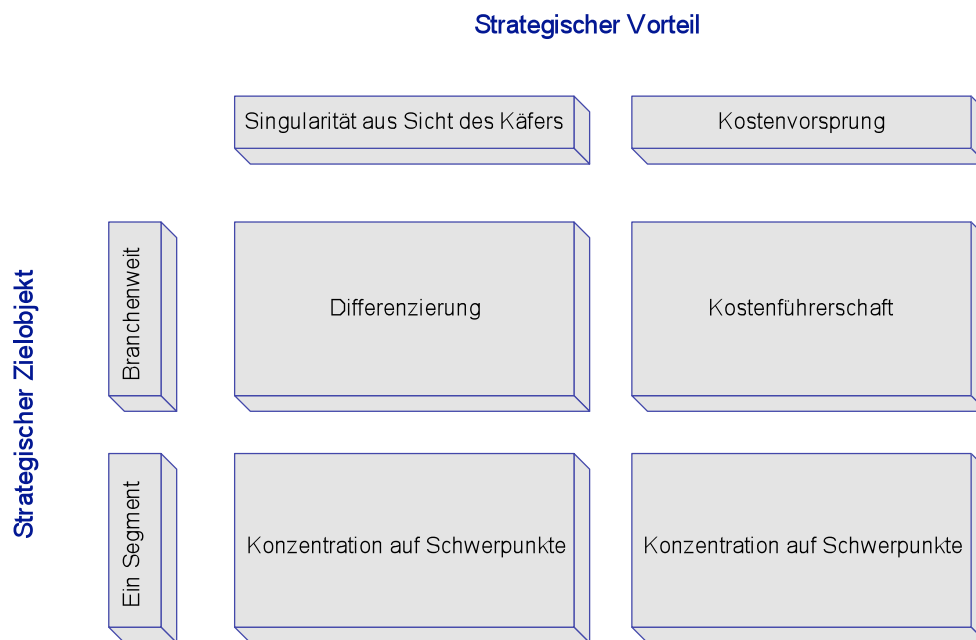 Strategischer Vorteil
Singularität aus Sicht des Käfers
Kostenvorsprung
Strategischer Zielobjekt
Branchenweit
Differenzierung
Kostenführerschaft
Ein Segment
Konzentration auf Schwerpunkte
Konzentration auf Schwerpunkte